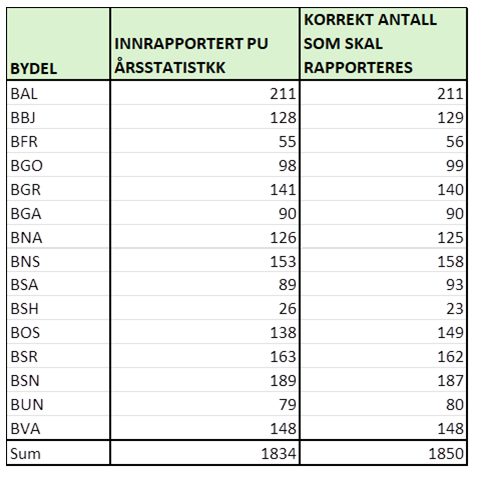 BYDEL INNRAPPORTERT PU ÅRSSTATISTKK KORREKT ANTALL SOM SKAL RAPPORTERES
BAL 211 211
BBJ 128 129
BFR 55 56
BGO 98 99
BGR 141 140
BGA 90 90
BNA 126 125
BNS 153 158
BSA 89 93
BSH 26 23
BOS 138 149
BSR 163 162
BSN 189 187
BUN 79 80
BVA 148 148
Sum 1834 1850